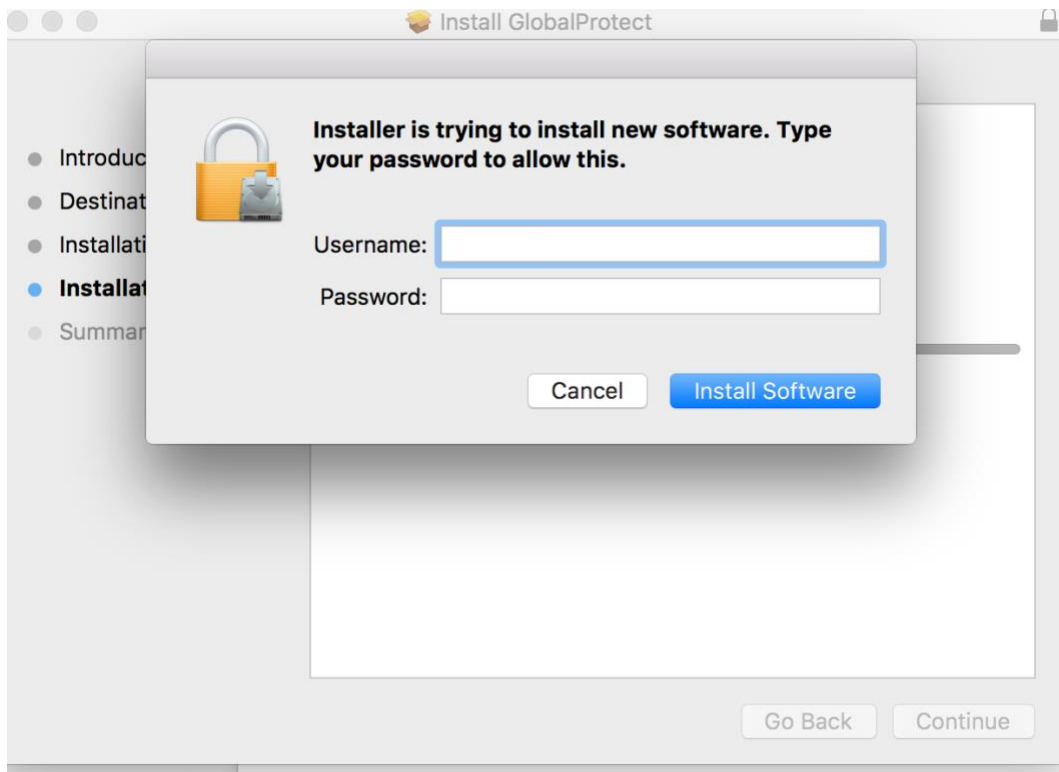 Install GlobalProtect
Installer is trying to install new software. Type
your password to allow this.
Introduc
Destinat
Installati
Installat
Summar
Username:
Password:
Cancel
Install Software
Go Back
Continue